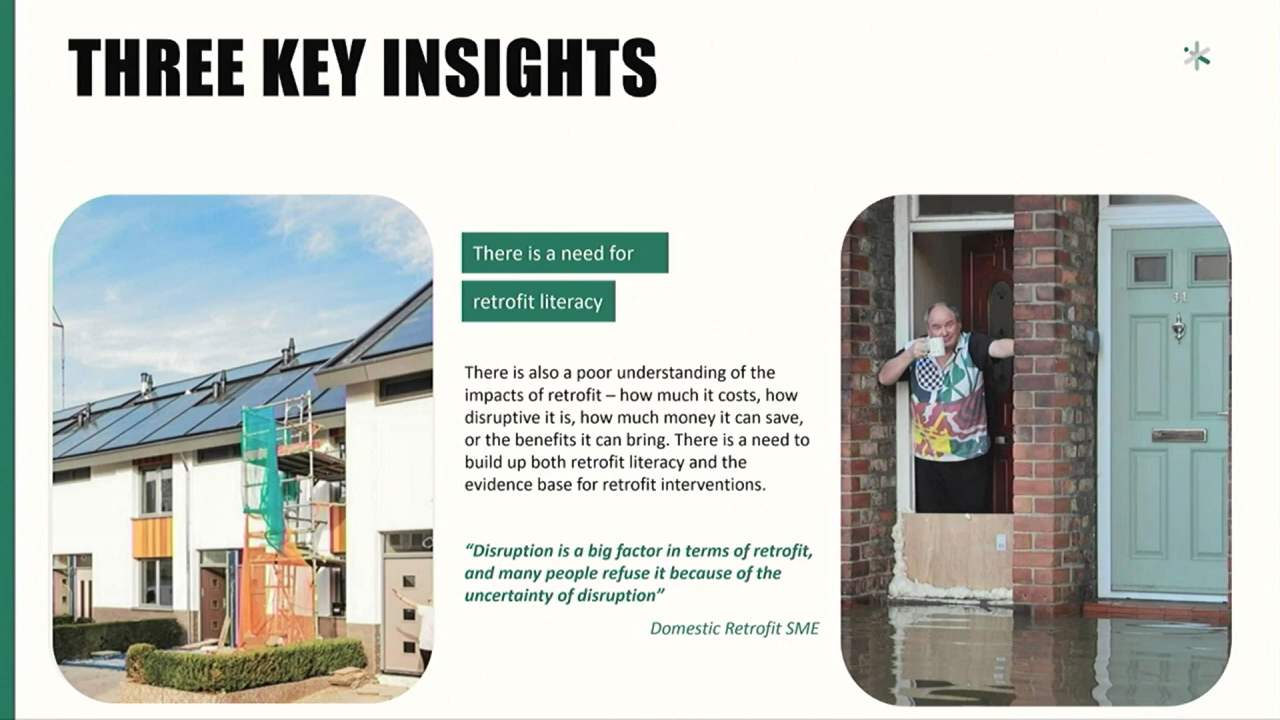 THREE KEY INSIGHTS
There is a need for
retrofit literacy
There is also a poor understanding of the
impacts of retrofit – how much it costs, how
disruptive it is, how much money it can save,
or the benefits it can bring. There is a need to
build up both retrofit literacy and the
evidence base for retrofit interventions.
“Disruption is a big factor in terms of retrofit,
and many people refuse it because of the
uncertainty of disruption”
Domestic Retrofit SME
31